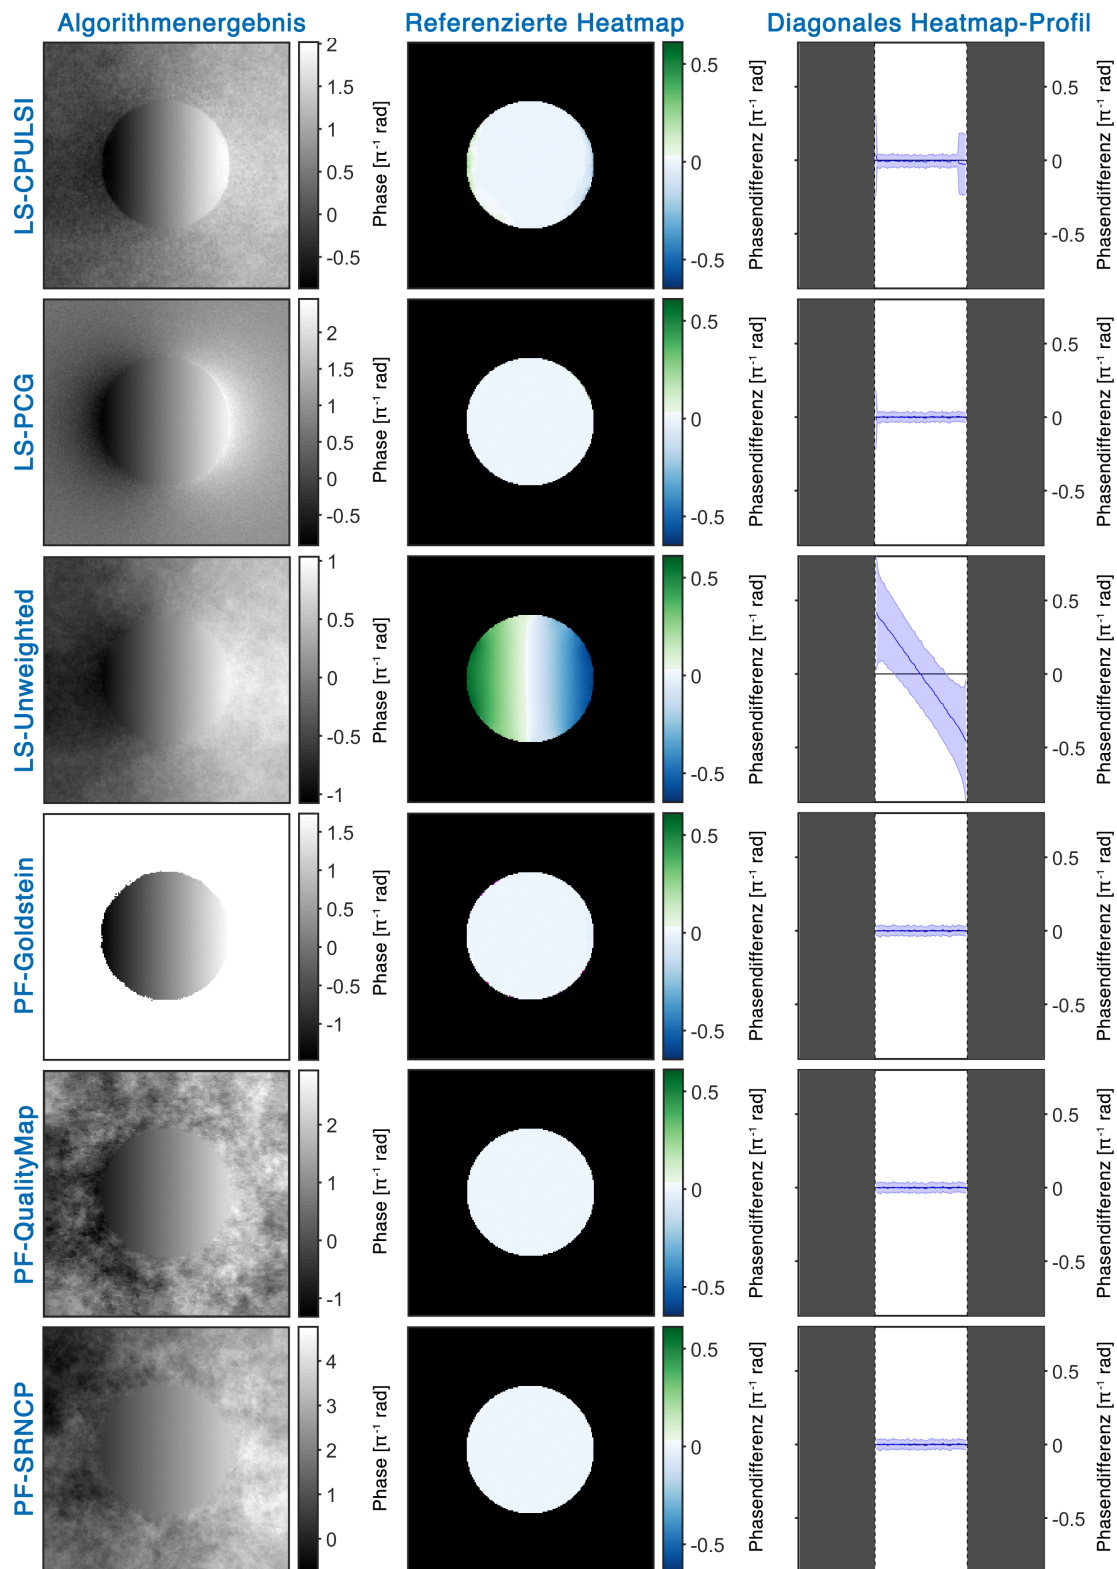 Algorithmenergebnis
Referenzierte Heatmap
Diagonales Heatmap-Profil
LS-CPULSI
2
1.5
1
0.5
0
-0.5
Phase [π⁻¹ rad]
0.5
0
-0.5
Phasendifferenz [π⁻¹ rad]
0.5
0
-0.5
Phasendifferenz [π⁻¹ rad]
LS-PCG
2
1.5
1
0.5
0
-0.5
Phase [π⁻¹ rad]
0.5
0
-0.5
Phasendifferenz [π⁻¹ rad]
0.5
0
-0.5
Phasendifferenz [π⁻¹ rad]
LS-Unweighted
1
0.5
0
-0.5
-1
Phase [π⁻¹ rad]
0.5
0
-0.5
Phasendifferenz [π⁻¹ rad]
0.5
0
-0.5
Phasendifferenz [π⁻¹ rad]
PF-Goldstein
1.5
1
0.5
0
-0.5
-1
Phase [π⁻¹ rad]
0.5
0
-0.5
Phasendifferenz [π⁻¹ rad]
0.5
0
-0.5
Phasendifferenz [π⁻¹ rad]
PF-QualityMap
2
1
0
-1
Phase [π⁻¹ rad]
0.5
0
-0.5
Phasendifferenz [π⁻¹ rad]
0.5
0
-0.5
Phasendifferenz [π⁻¹ rad]
PF-SRNCP
4
3
2
1
0
Phase [π⁻¹ rad]
0.5
0
-0.5
Phasendifferenz [π⁻¹ rad]
0.5
0
-0.5
Phasendifferenz [π⁻¹ rad]